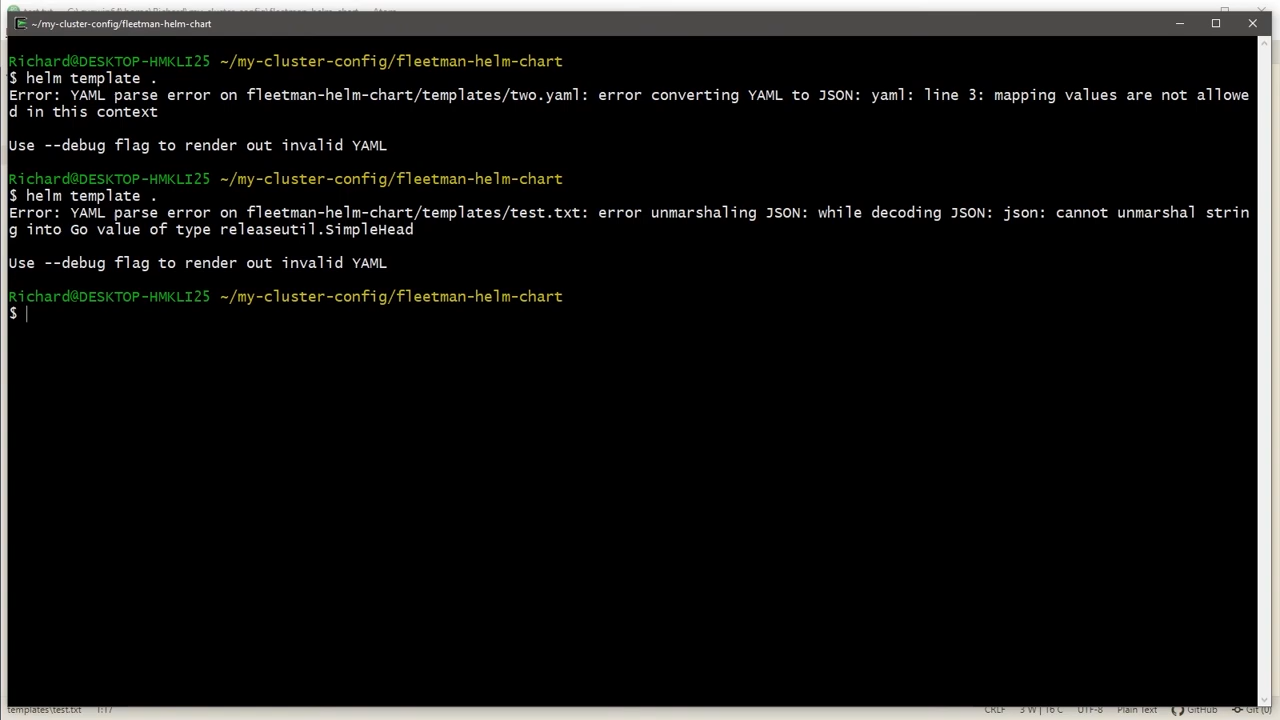 ~/my-cluster-config/fleetman-helm-chart
Richard@DESKTOP-HMKLI25 ~/my-cluster-config/fleetman-helm-chart
$ helm template .
Error: YAML parse error on fleetman-helm-chart/templates/two.yaml: error converting YAML to JSON: yaml: line 3: mapping values are not allowe
d in this context
Use --debug flag to render out invalid YAML
Richard@DESKTOP-HMKLI25 ~/my-cluster-config/fleetman-helm-chart
$ helm template .
Error: YAML parse error on fleetman-helm-chart/templates/test.txt: error unmarshaling JSON: while decoding JSON: json: cannot unmarshal strin
g into Go value of type releaseutil.SimpleHead
Use --debug flag to render out invalid YAML
Richard@DESKTOP-HMKLI25 ~/my-cluster-config/fleetman-helm-chart
$
templates\test.txt 1:17 CRLF 3 W | 16 C UTF-8 Plain Text GitHub Git (0)